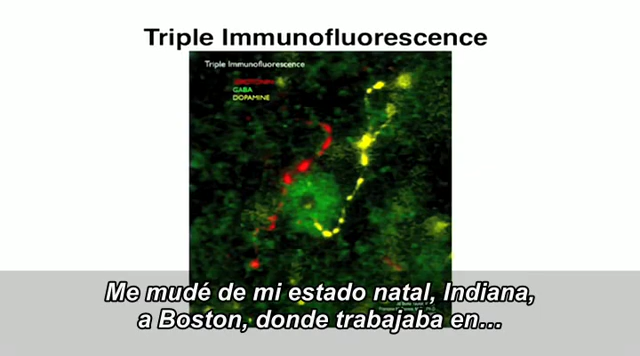 Triple Immunofluorescence
Triple Immunofluorescence
SEROTONIN
GABA
DOPAMINE
Me mudé de mi estado natal, Indiana,
a Boston, donde trabajaba en...